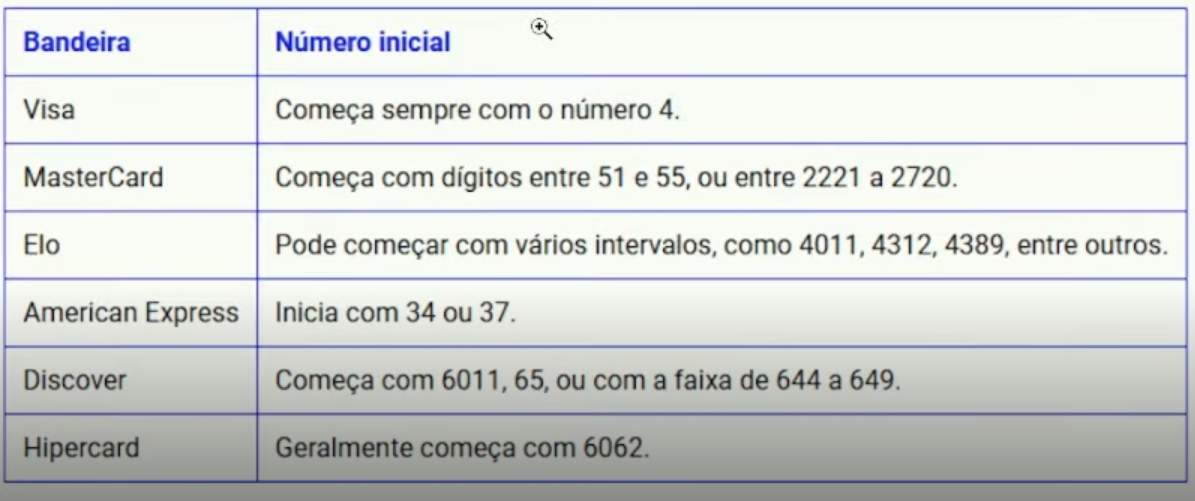 Bandeira Número inicial
Visa Começa sempre com o número 4.
MasterCard Começa com dígitos entre 51 e 55, ou entre 2221 a 2720.
Elo Pode começar com vários intervalos, como 4011, 4312, 4389, entre outros.
American Express Inicia com 34 ou 37.
Discover Começa com 6011, 65, ou com a faixa de 644 a 649.
Hipercard Geralmente começa com 6062.